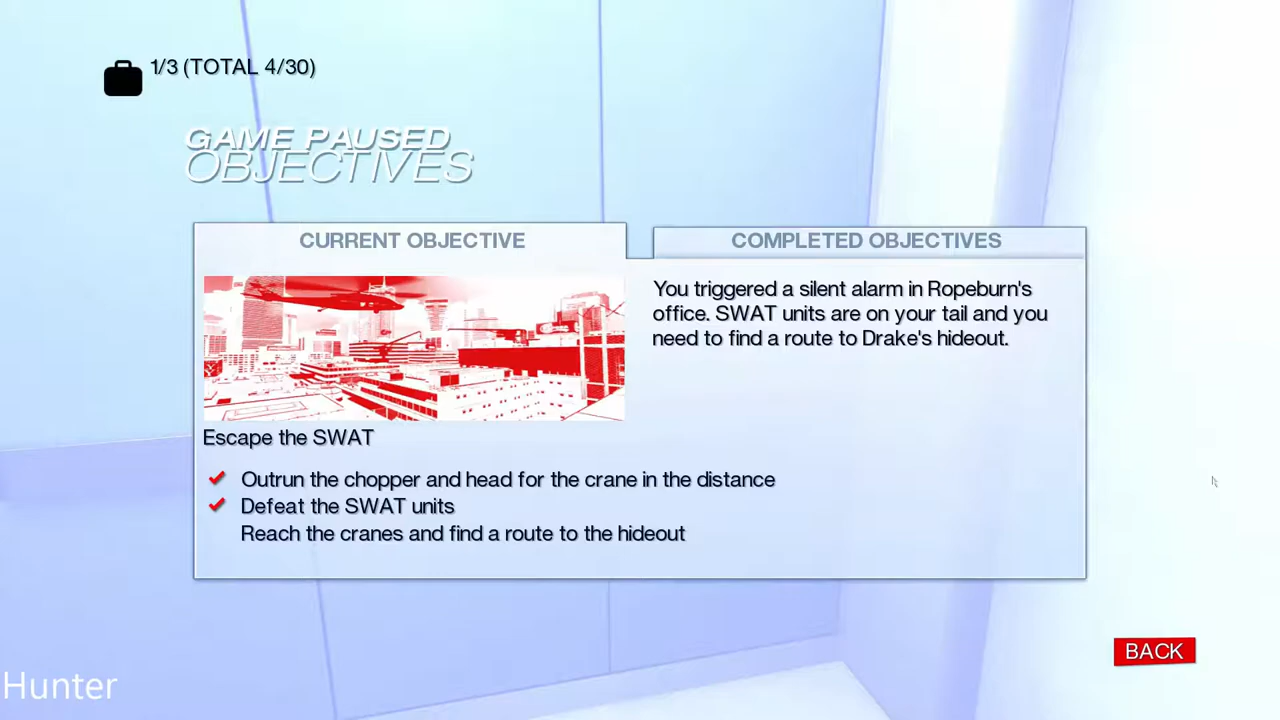 1/3 (TOTAL 4/30)
GAME PAUSED
OBJECTIVES
CURRENT OBJECTIVE
COMPLETED OBJECTIVES
You triggered a silent alarm in Ropeburn's
office. SWAT units are on your tail and you
need to find a route to Drake's hideout.
Escape the SWAT
Outrun the chopper and head for the crane in the distance
Defeat the SWAT units
Reach the cranes and find a route to the hideout
BACK
Hunter